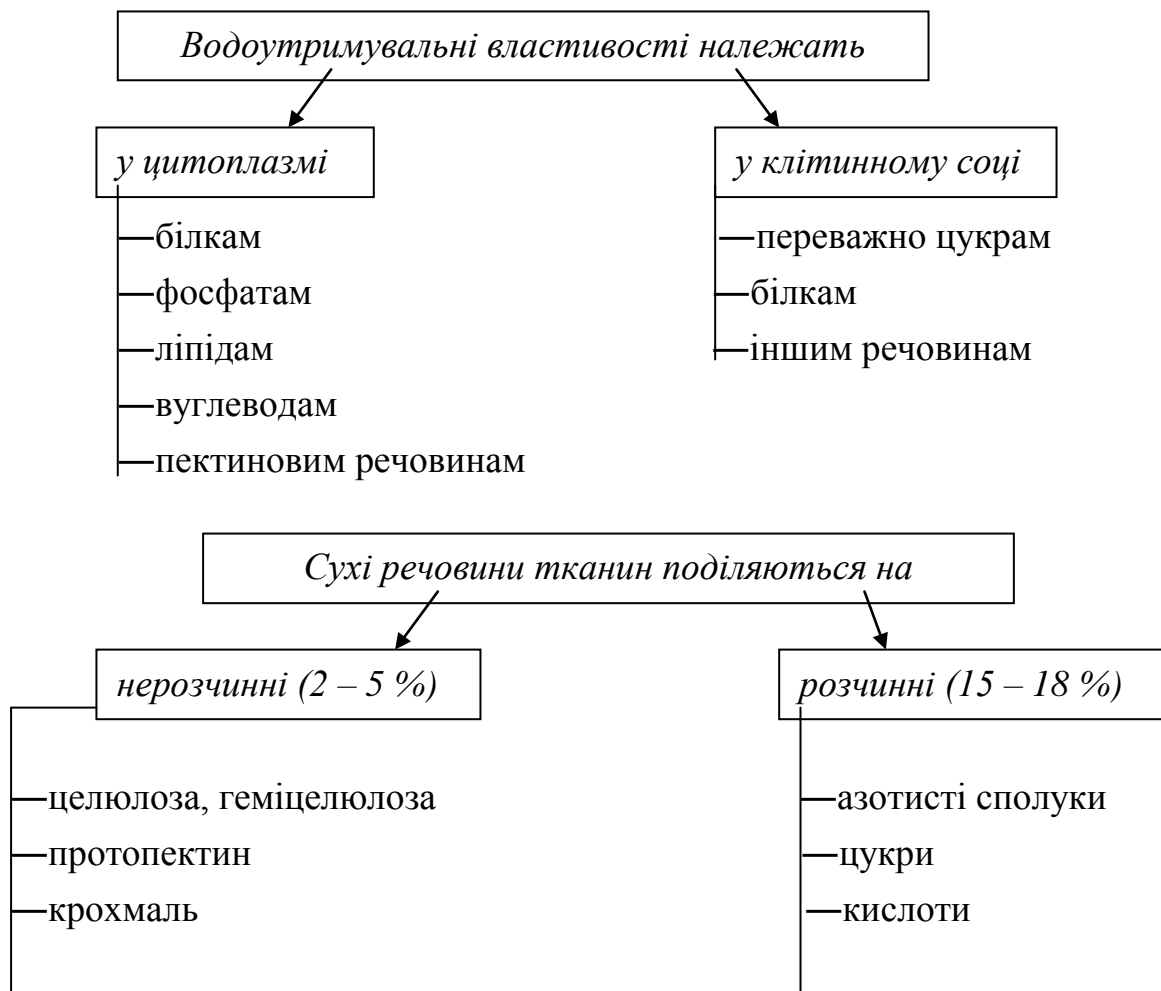 Водоутримувальні властивості належать
у цитоплазмі
білкам
фосфатам
ліпідам
вуглеводам
пектиновим речовинам
у клітинному соці
переважно цукрам
білкам
іншим речовинам
Сухі речовини тканин поділяються на
нерозчинні (2 – 5 %)
целюлоза, геміцелюлоза
протопектин
крохмаль
розчинні (15 – 18 %)
азотисті сполуки
цукри
кислоти